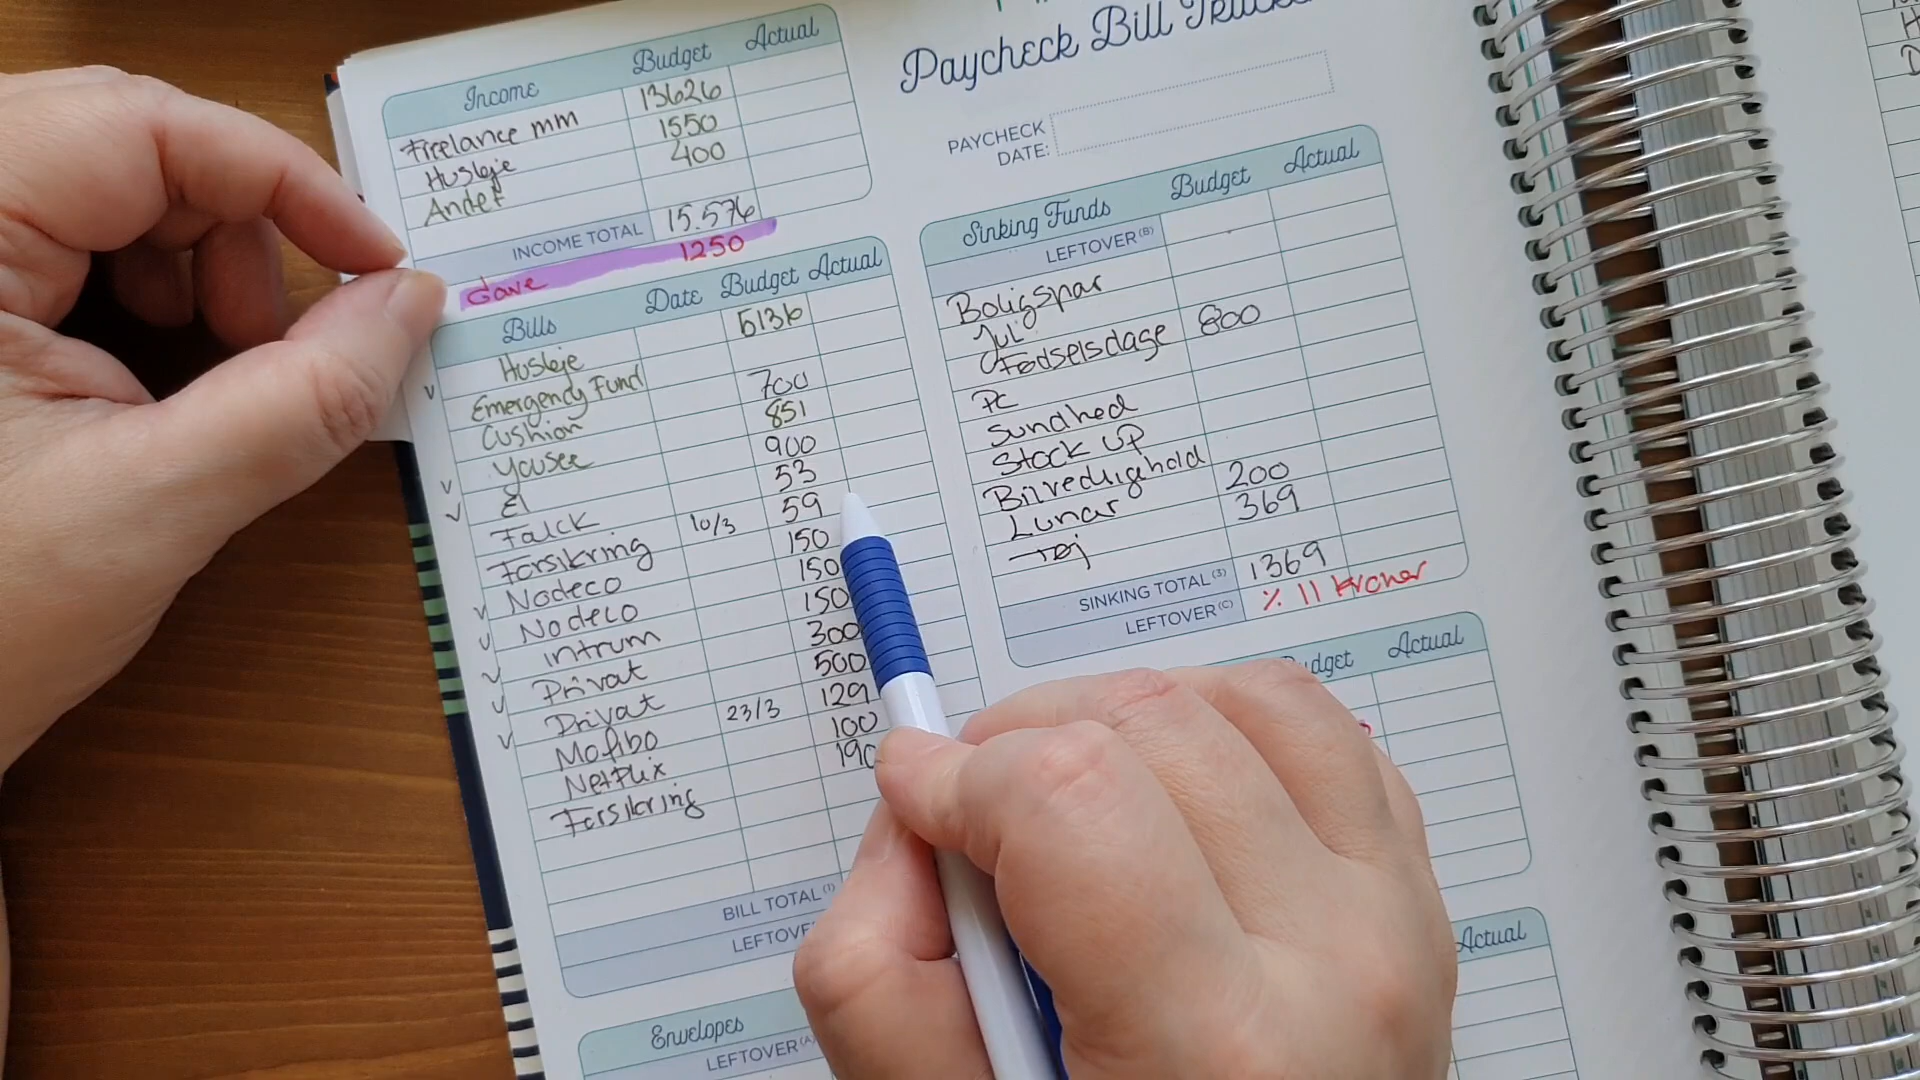 Income Budget Actual
Freelance mm 13626
Husleje 1550
Andet 400
INCOME TOTAL 15.576
Gave 1250
Bills Date Budget Actual
Husleje 5136
Emergency Fund
Cushion 700
Yousee 851
El 900
Falck 53
Forsikring 10/3 59
Nodeco 150
Nodeco 150
intrum 150
Privat 300
Privat 500
Mofibo 23/3 129
Netflix 100
Forsikring 190
BILL TOTAL (1)
Envelopes
LEFTOVER (A)
Paycheck Bill
PAYCHECK
DATE:
Sinking Funds Budget Actual
LEFTOVER (B)
Boligspar
Jul
Fødselsdage 800
PC
Sundhed
Stock UP
Bilvedligehold
Lunar 200
Tøj 369
SINKING TOTAL (3) 1369
LEFTOVER (C) % 11 kroner
Actual
Actual